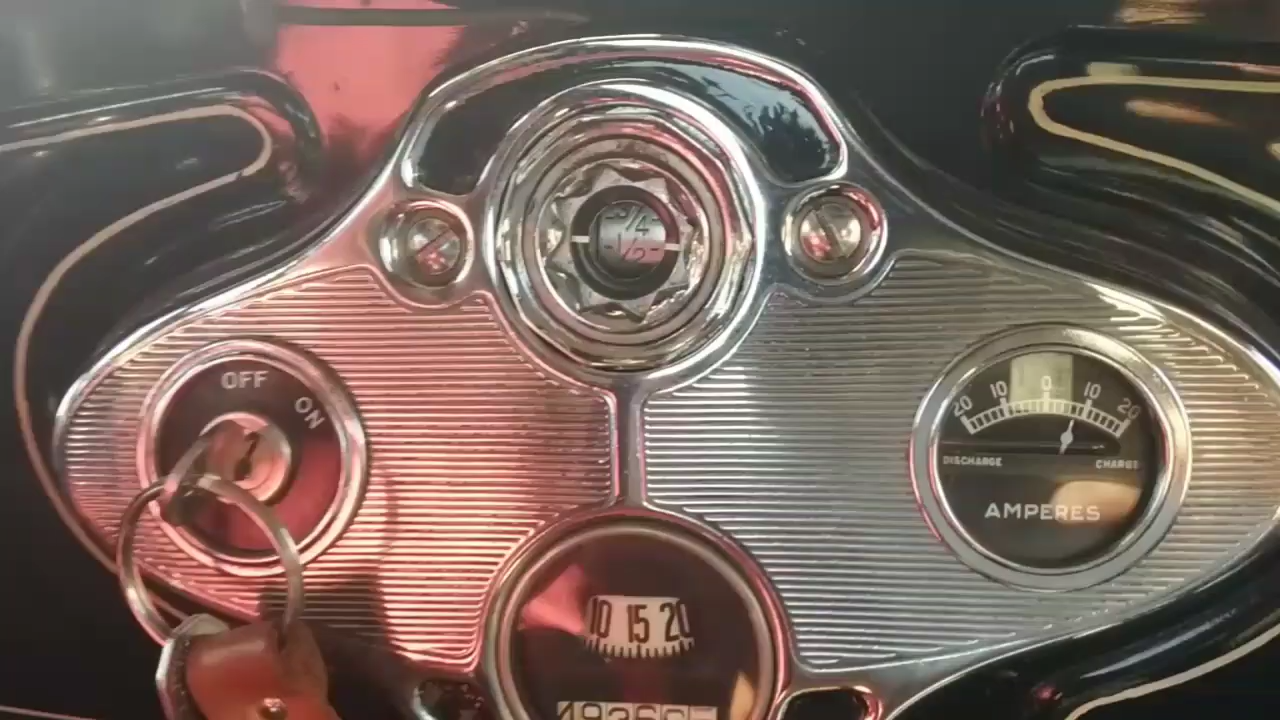 3/4
-1/2-
OFF
ON
20 10 0 10 20
DISCHARGE CHARGE
AMPERES
10 15 20